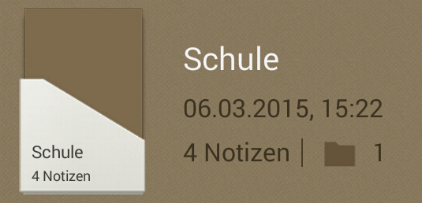 Schule
4 Notizen
Schule
06.03.2015, 15:22
4 Notizen | 1